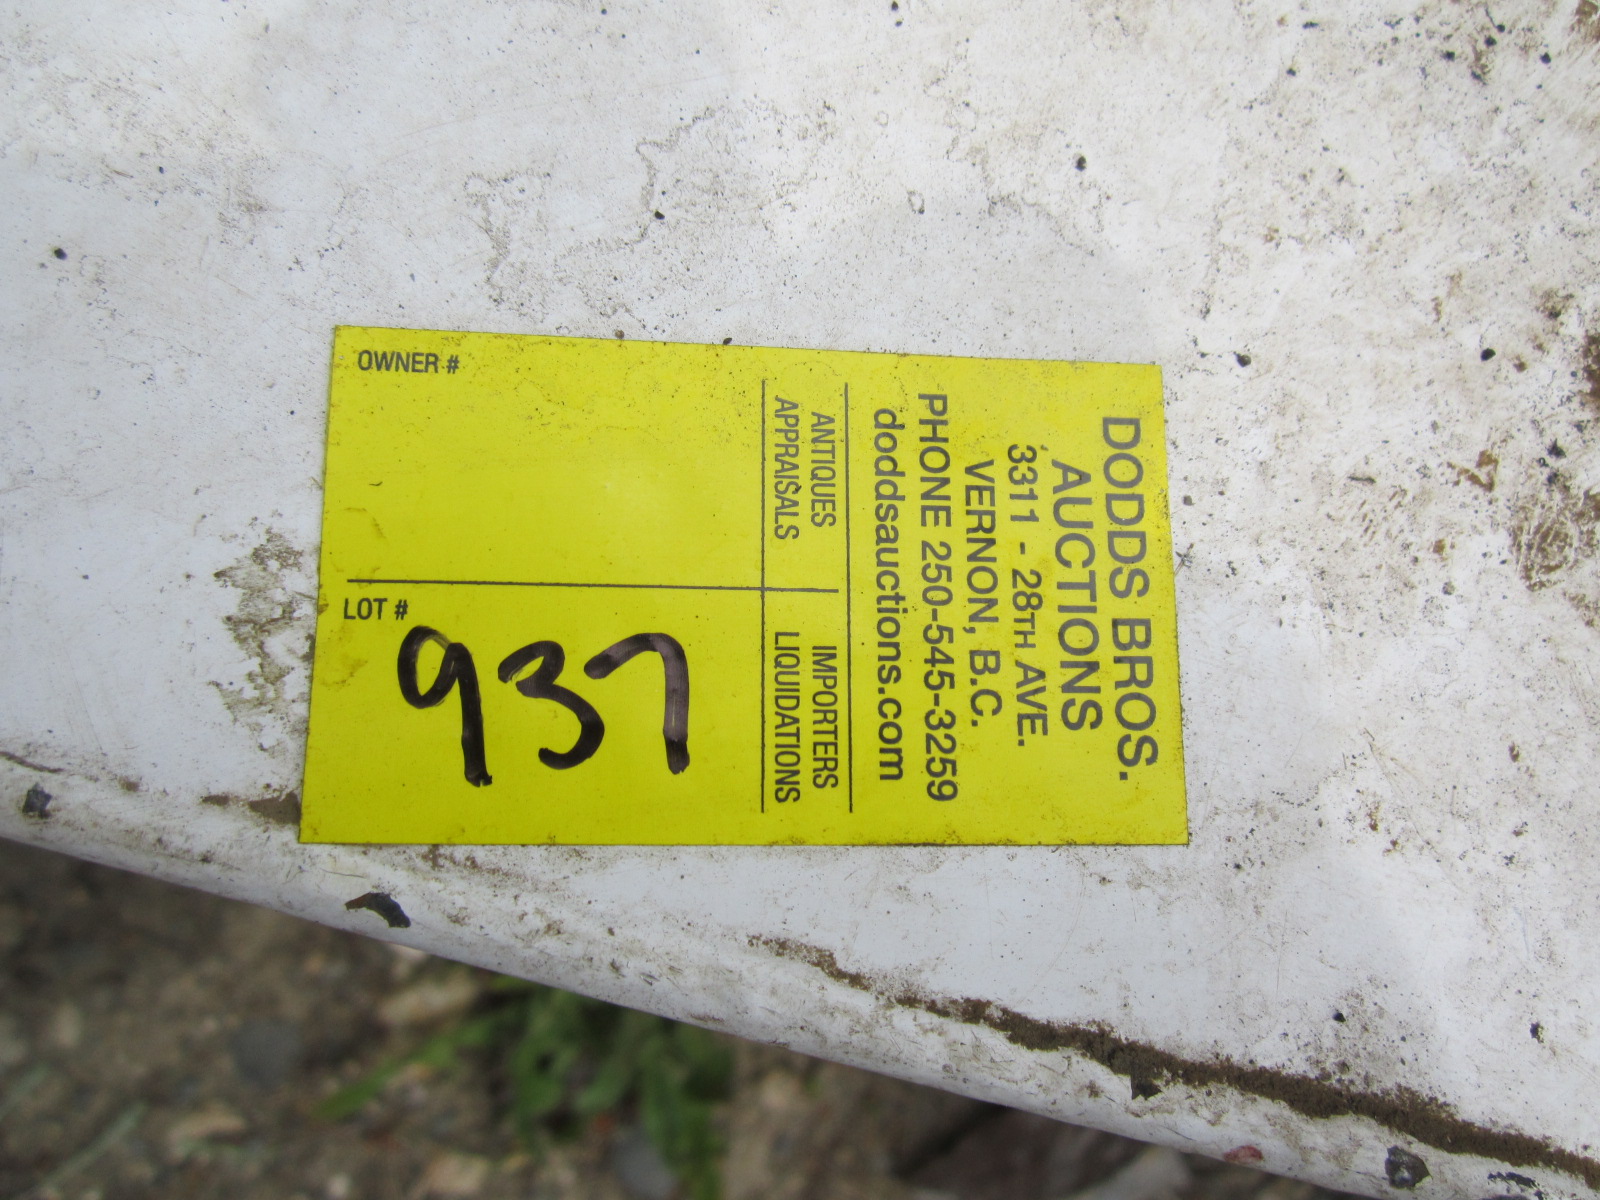 DODDS BROS.
AUCTIONS
3311 - 28TH AVE.
VERNON, B.C.
PHONE 250-545-3259
doddsauctions.com
ANTIQUES
APPRAISALS
IMPORTERS
LIQUIDATIONS
OWNER #
LOT #
937